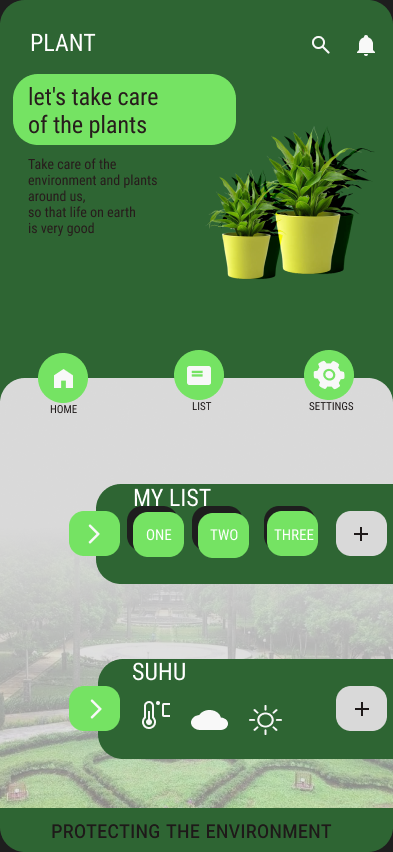 PLANT
let's take care
of the plants
Take care of the
environment and plants
around us,
so that life on earth
is very good
HOME
LIST
SETTINGS
MY LIST
ONE
TWO
THREE
SUHU
PROTECTING THE ENVIRONMENT